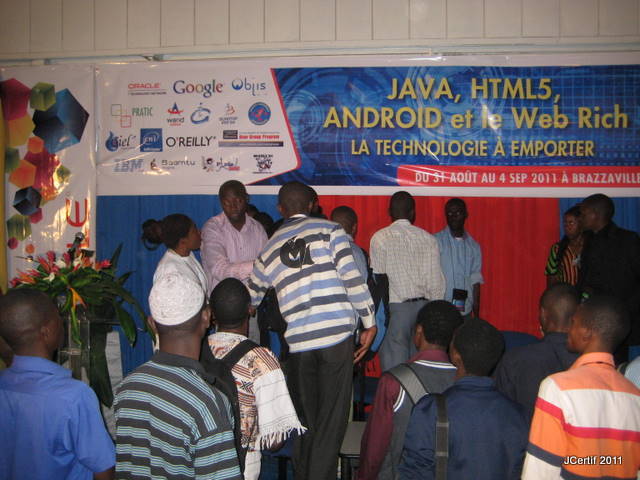 ORACLE
Google
Objis
PRATIC
O'REILLY
IBM
JAVA, HTML5,
ANDROID et le Web Rich
LA TECHNOLOGIE À EMPORTER
DU 31 AOÛT AU 4 SEP 2011 À BRAZZAVILLE
JCertif 2011